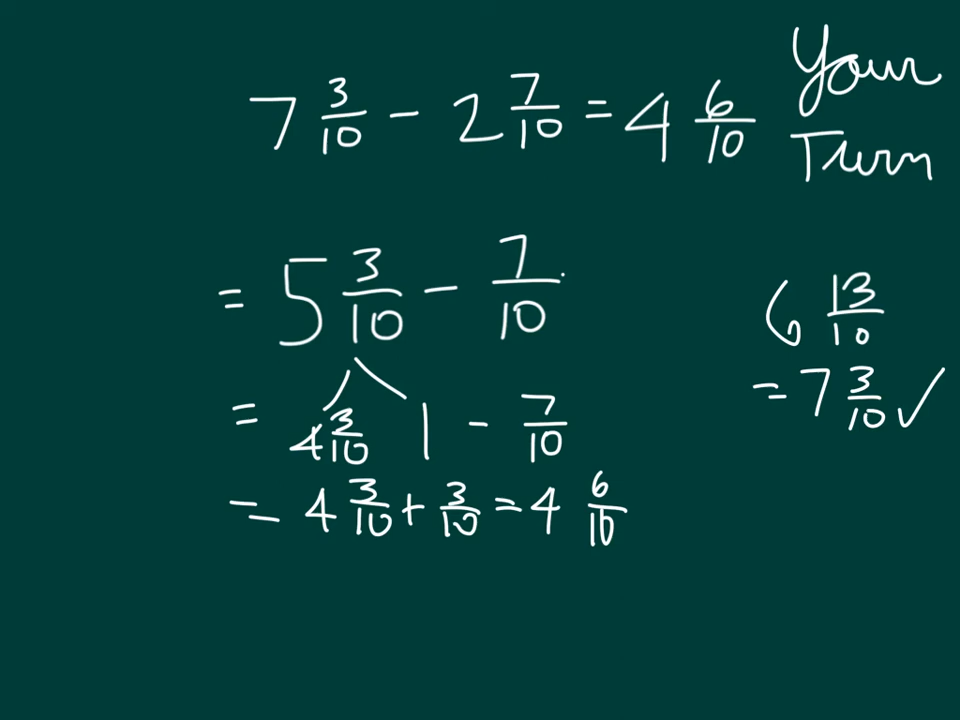 7 3/10 - 2 7/10 = 4 6/10
Your
Turn
= 5 3/10 - 7/10
= 4 3/10 1 - 7/10
= 4 3/10 + 3/10 = 4 6/10
6 13/10
= 7 3/10 ✓